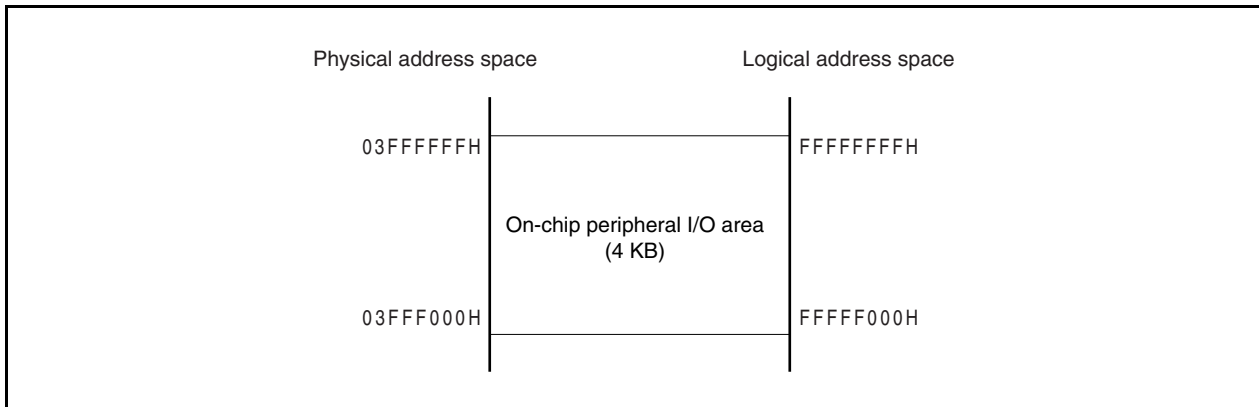 Physical address space
Logical address space
03FFFFFFH
FFFFFFFFH
On-chip peripheral I/O area
(4 KB)
03FFF000H
FFFFF000H